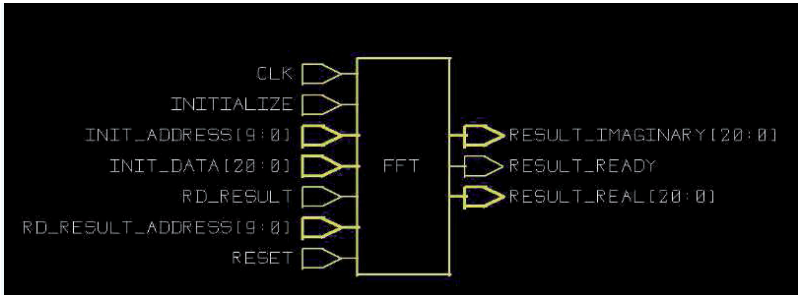 CLK
INITIALIZE
INIT_ADDRESS[9:0]
INIT_DATA[20:0]
RD_RESULT
RD_RESULT_ADDRESS[9:0]
RESET
FFT
RESULT_IMAGINARY[20:0]
RESULT_READY
RESULT_REAL[20:0]